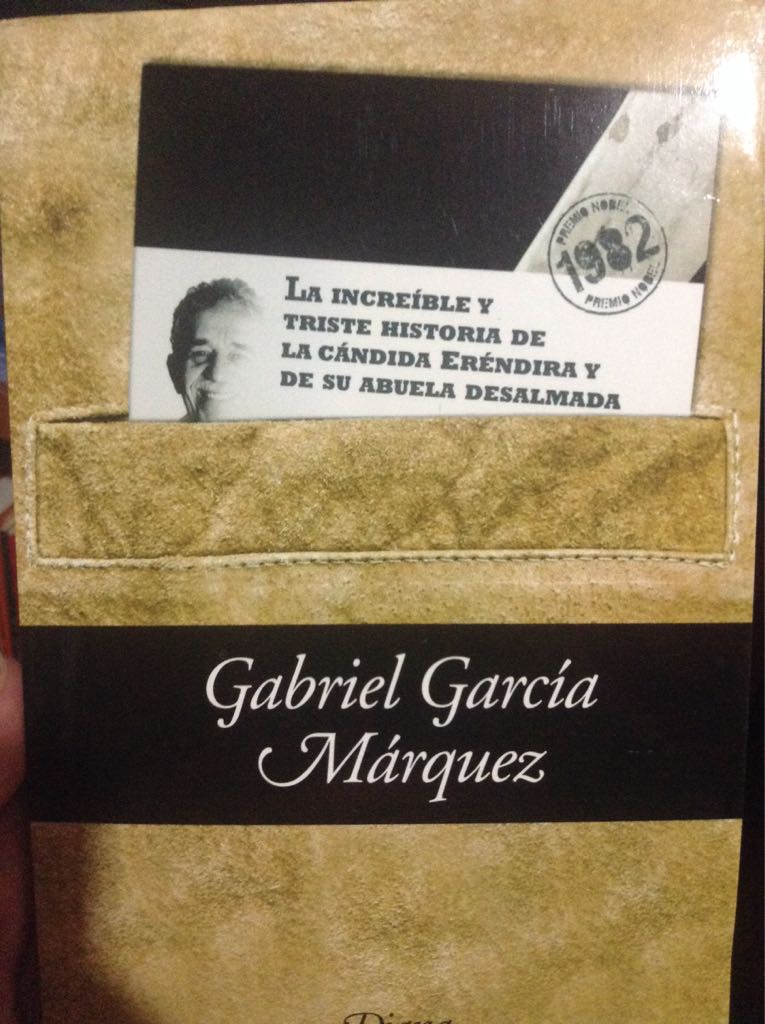 PREMIO NOBEL
1982
PREMIO NOBEL
LA INCREÍBLE Y
TRISTE HISTORIA DE
LA CÁNDIDA ERÉNDIRA Y
DE SU ABUELA DESALMADA
Gabriel García
Márquez
Diana